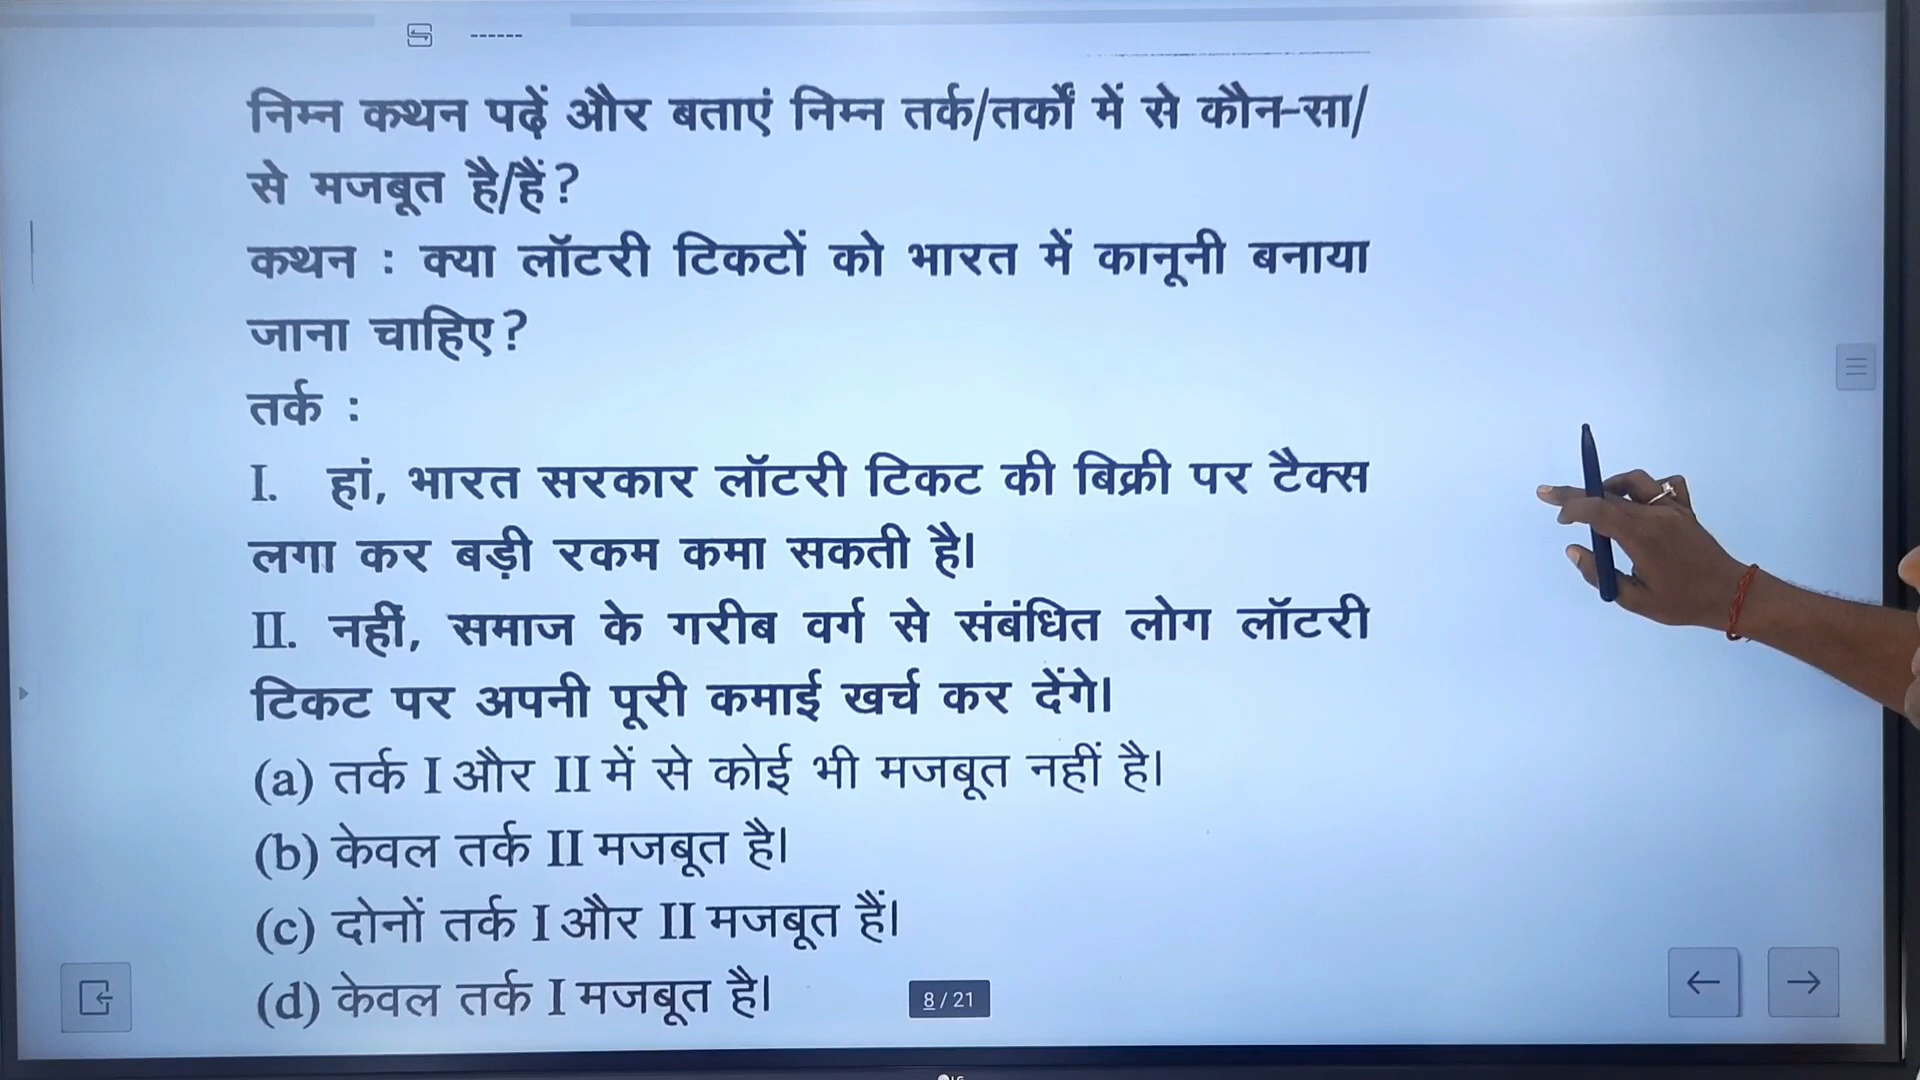 निम्न कथन पढ़ें और बताएं निम्न तर्क/तर्कों में से कौन-सा/
से मजबूत है/हैं?
कथन : क्या लॉटरी टिकटों को भारत में कानूनी बनाया
जाना चाहिए?
तर्क :
I. हां, भारत सरकार लॉटरी टिकट की बिक्री पर टैक्स
लगा कर बड़ी रकम कमा सकती है।
II. नहीं, समाज के गरीब वर्ग से संबंधित लोग लॉटरी
टिकट पर अपनी पूरी कमाई खर्च कर देंगे।
(a) तर्क I और II में से कोई भी मजबूत नहीं है।
(b) केवल तर्क II मजबूत है।
(c) दोनों तर्क I और II मजबूत हैं।
(d) केवल तर्क I मजबूत है।
8 / 21